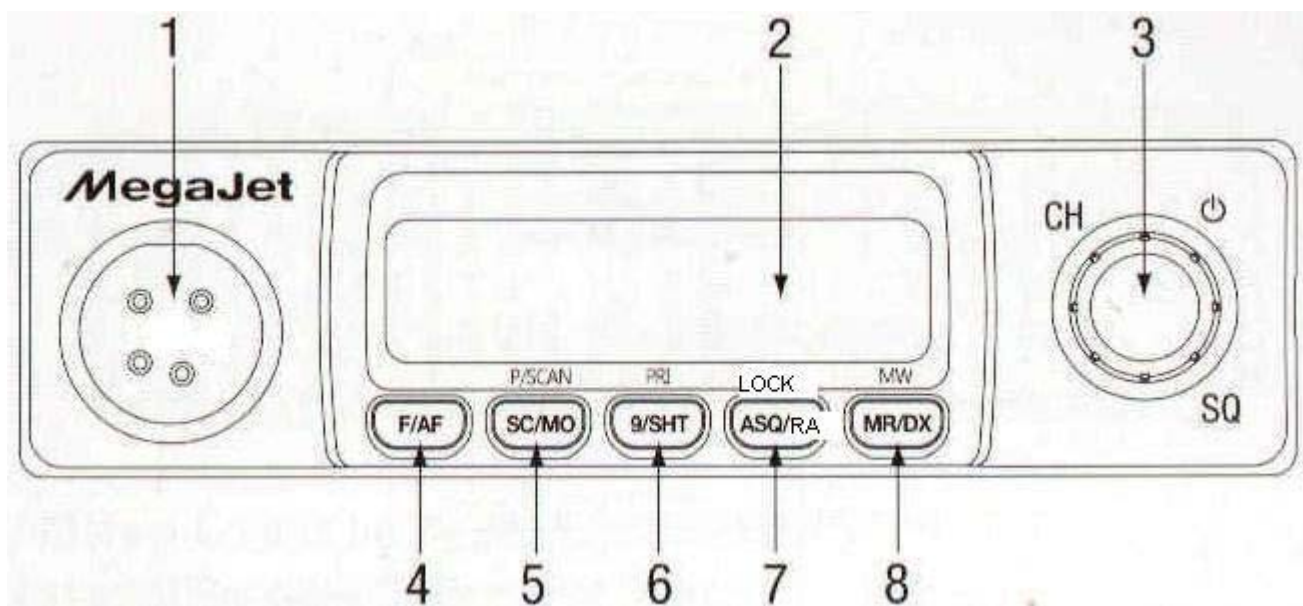 1 2 3
MegaJet
CH ⏻
SQ
P/SCAN PRI LOCK MW
F/AF SC/MO 9/SHT ASQ/RA MR/DX
4 5 6 7 8